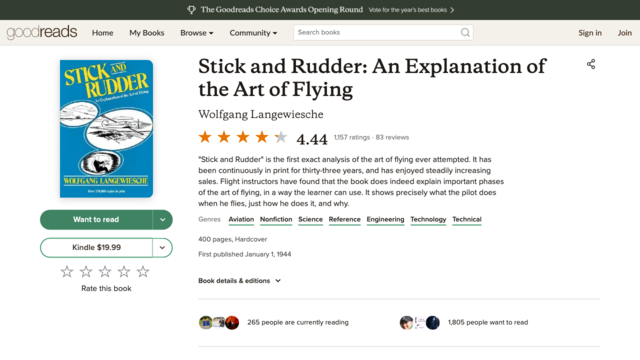 The Goodreads Choice Awards Opening Round Vote for the year's best books
goodreads Home My Books Browse Community Search books Sign in Join
STICK AND
RUDDER
An Explanation of the Art of Flying
WOLFGANG LANGEWIESCHE
Stick and Rudder: An Explanation of
the Art of Flying
Wolfgang Langewiesche
4.44 1,157 ratings · 83 reviews
"Stick and Rudder" is the first exact analysis of the art of flying ever attempted. It has
been continuously in print for thirty-three years, and has enjoyed steadily increasing
sales. Flight instructors have found that the book does indeed explain important phases
of the art of flying, in a way the learner can use. It shows precisely what the pilot does
when he flies, just how he does it, and why.
Genres Aviation Nonfiction Science Reference Engineering Technology Technical
Want to read
Kindle $19.99
Rate this book
400 pages, Hardcover
First published January 1, 1944
Book details & editions
265 people are currently reading
1,805 people want to read